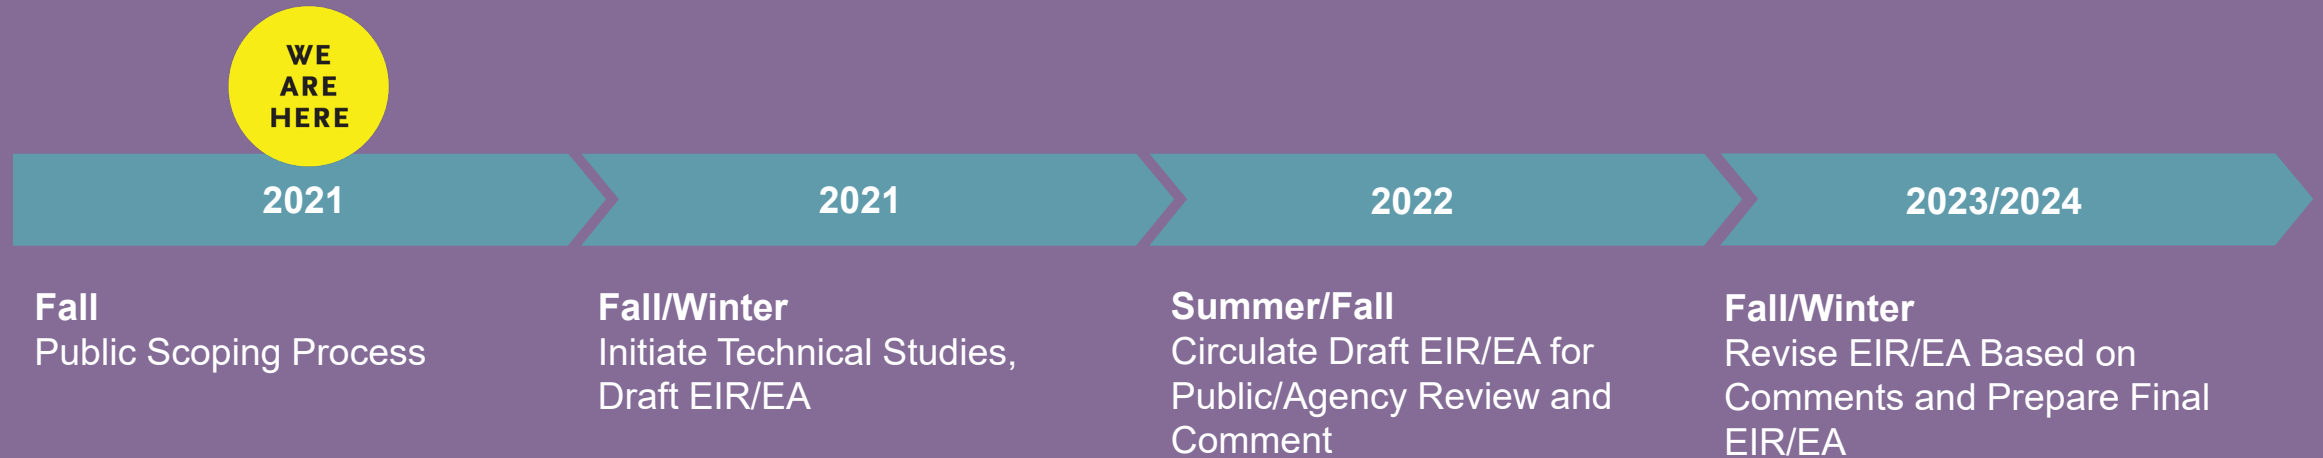 WE
ARE
HERE
2021
2021
2022
2023/2024
Fall
Public Scoping Process
Fall/Winter
Initiate Technical Studies,
Draft EIR/EA
Summer/Fall
Circulate Draft EIR/EA for
Public/Agency Review and
Comment
Fall/Winter
Revise EIR/EA Based on
Comments and Prepare Final
EIR/EA